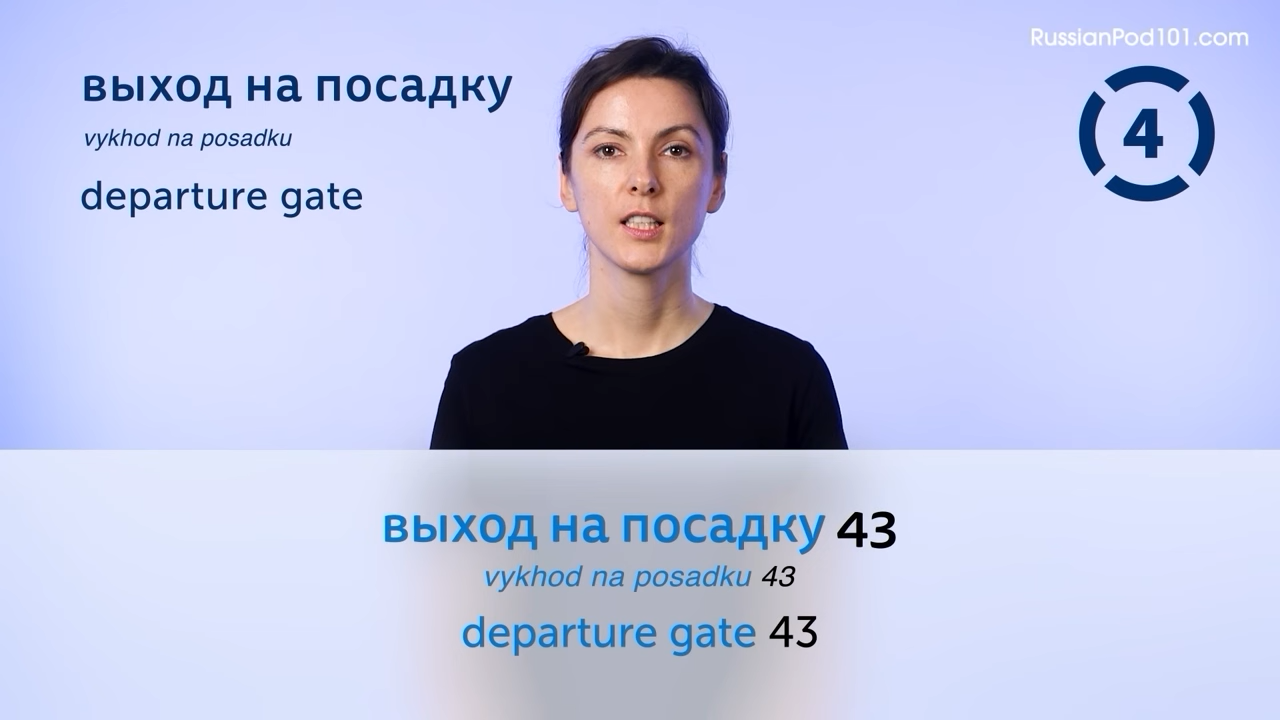 RussianPod101.com
выход на посадку
vykhod na posadku
departure gate
4
выход на посадку 43
vykhod na posadku 43
departure gate 43